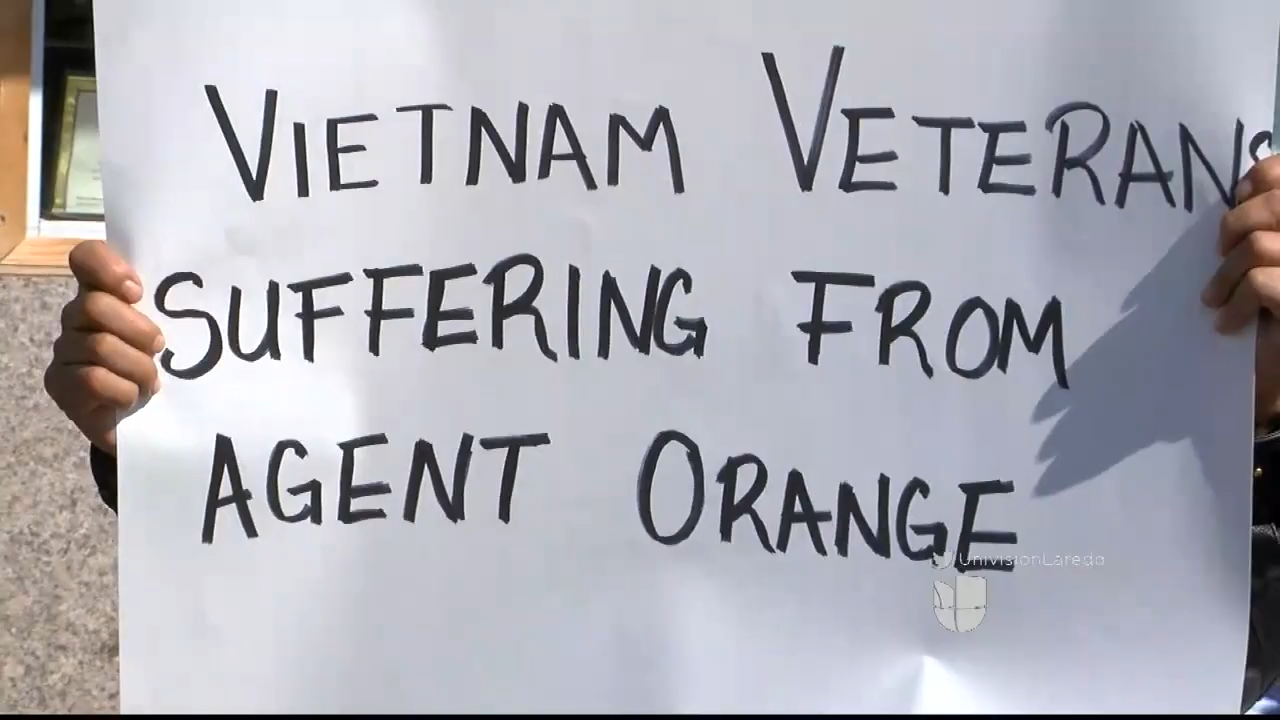 VIETNAM VETERANS
SUFFERING FROM
AGENT ORANGE
UnivisionLaredo